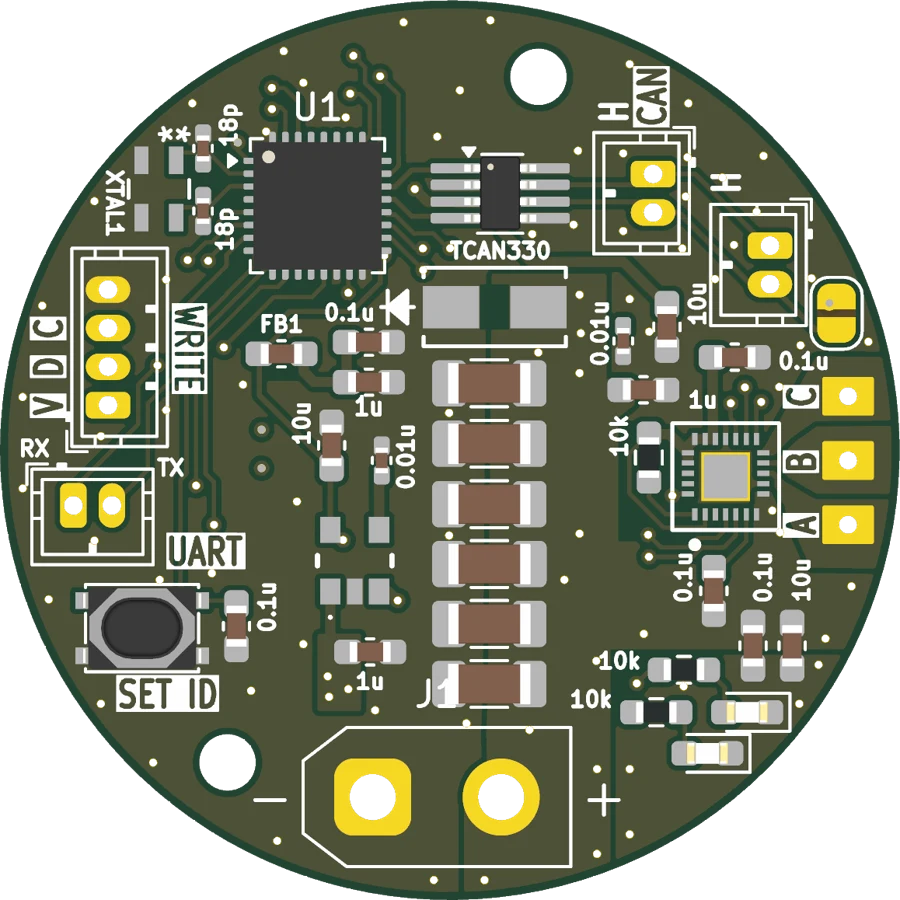 H
CAN
U1
18p
**
XTAL1
18p
H
TCAN330
0.1u
FB1
1u
0.01u
10u
0.1u
1u
V D C
WRITE
10u
0.01u
10k
C
B
A
RX
TX
UART
0.1u
SET ID
1u
J1
0.1u
0.1u
10u
10k
10k
−
+